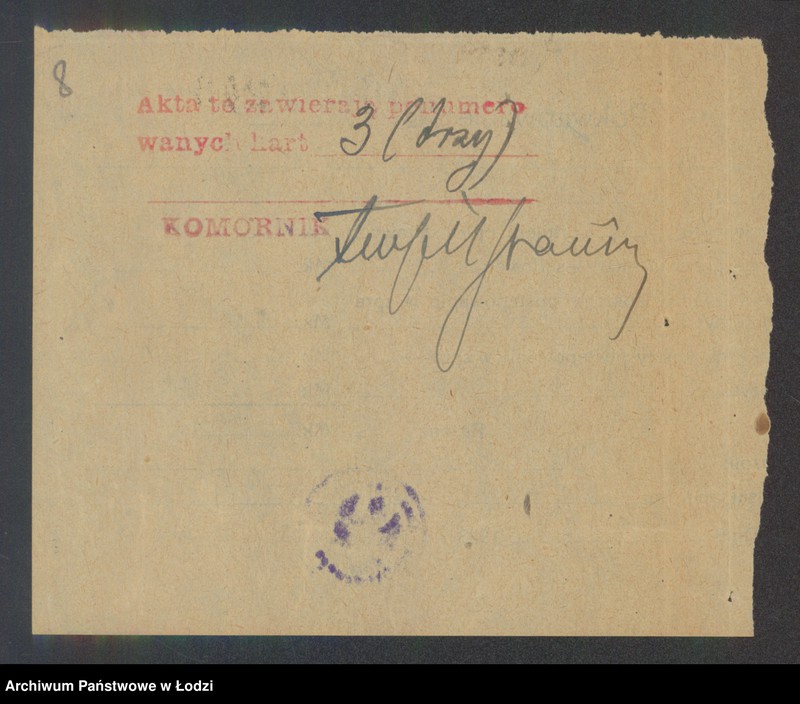 8
Akta te zawierają ponumero
wanych kart 3 (trzy)
KOMORNIK
Archiwum Państwowe w Łodzi